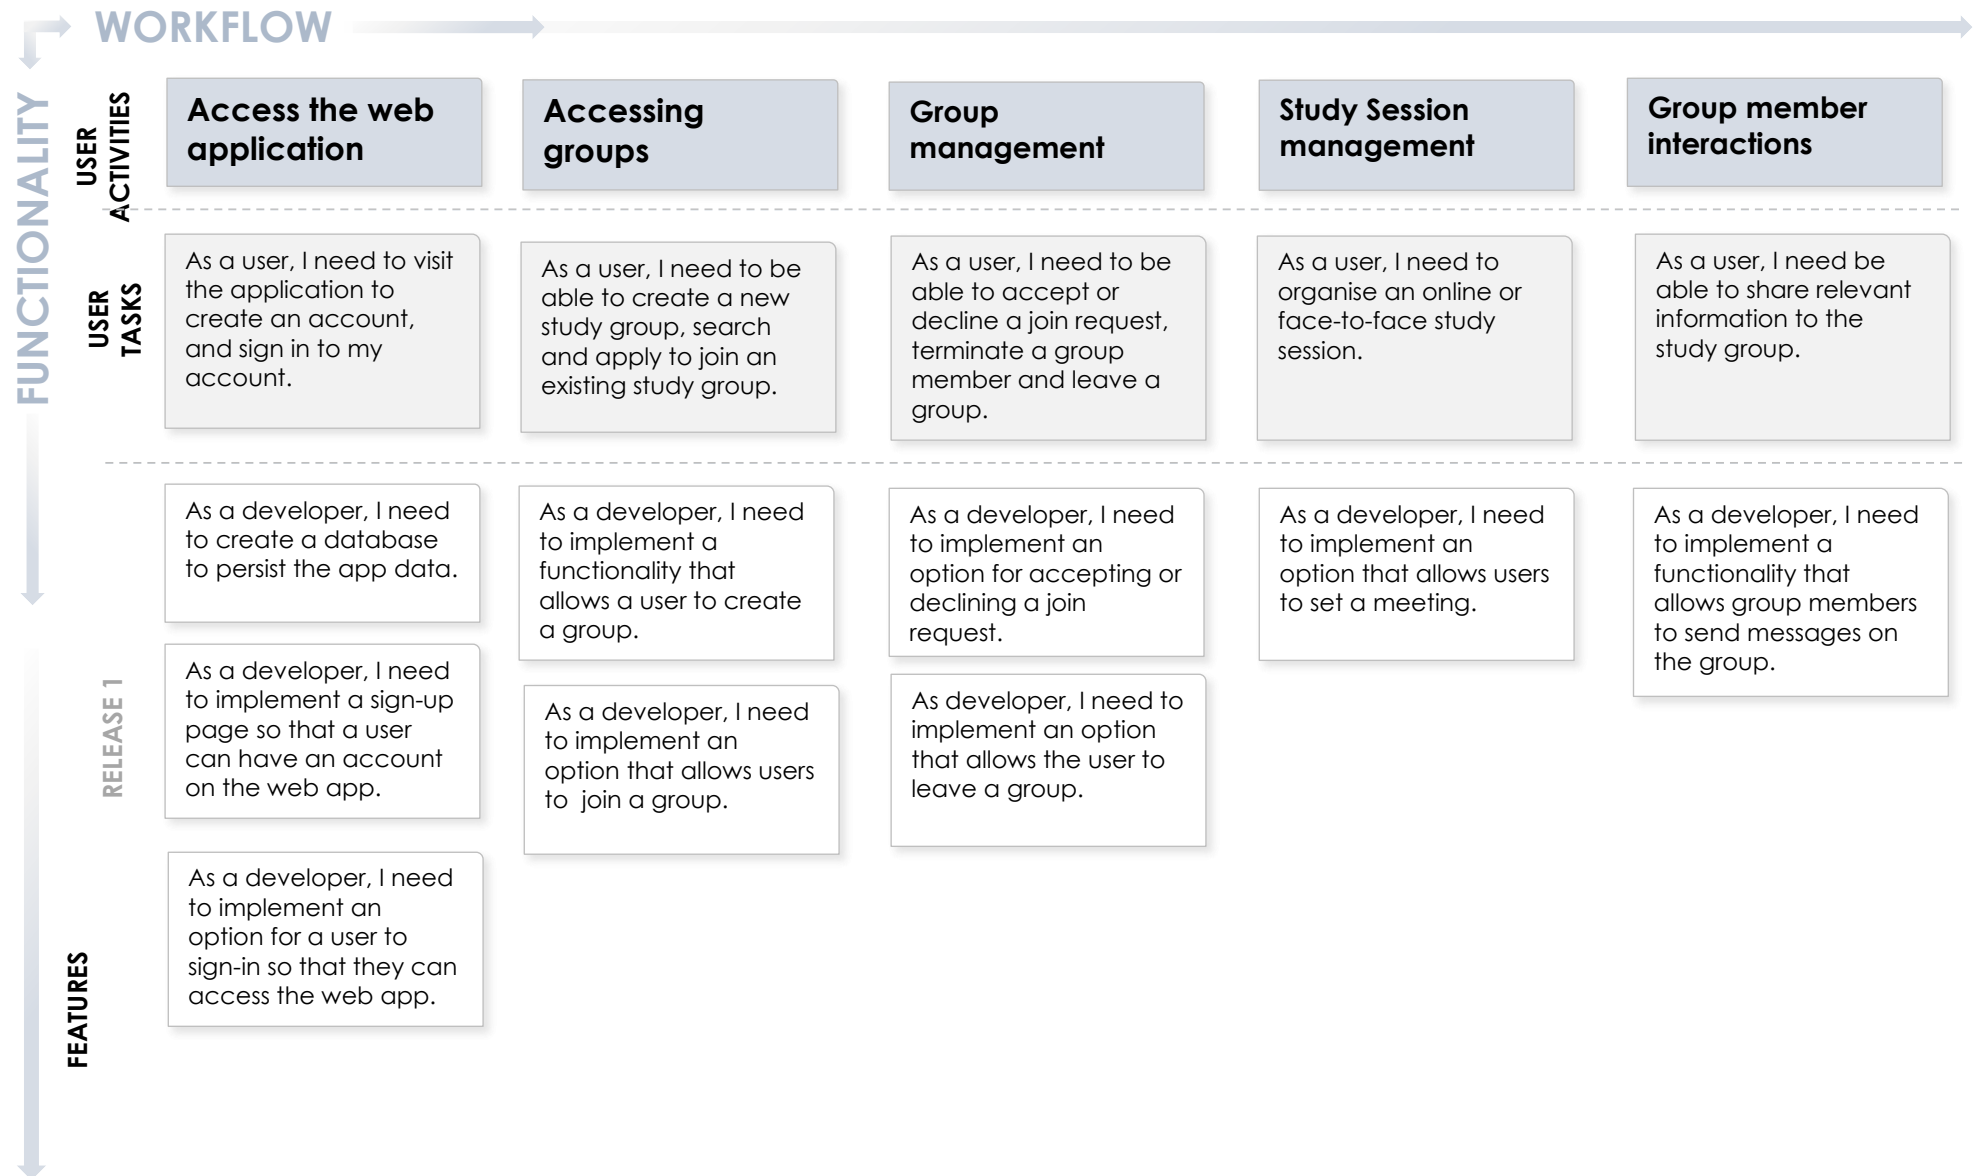 WORKFLOW
FUNCTIONALITY
USER
ACTIVITIES
Access the web
application
Accessing
groups
Group
management
Study Session
management
Group member
interactions
USER
TASKS
As a user, I need to visit
the application to
create an account,
and sign in to my
account.
As a user, I need to be
able to create a new
study group, search
and apply to join an
existing study group.
As a user, I need to be
able to accept or
decline a join request,
terminate a group
member and leave a
group.
As a user, I need to
organise an online or
face-to-face study
session.
As a user, I need be
able to share relevant
information to the
study group.
FEATURES
RELEASE 1
As a developer, I need
to create a database
to persist the app data.
As a developer, I need
to implement a sign-up
page so that a user
can have an account
on the web app.
As a developer, I need
to implement an
option for a user to
sign-in so that they can
access the web app.
As a developer, I need
to implement a
functionality that
allows a user to create
a group.
As a developer, I need
to implement an
option that allows users
to  join a group.
As a developer, I need
to implement an
option for accepting or
declining a join
request.
As developer, I need to
implement an option
that allows the user to
leave a group.
As a developer, I need
to implement an
option that allows users
to set a meeting.
As a developer, I need
to implement a
functionality that
allows group members
to send messages on
the group.